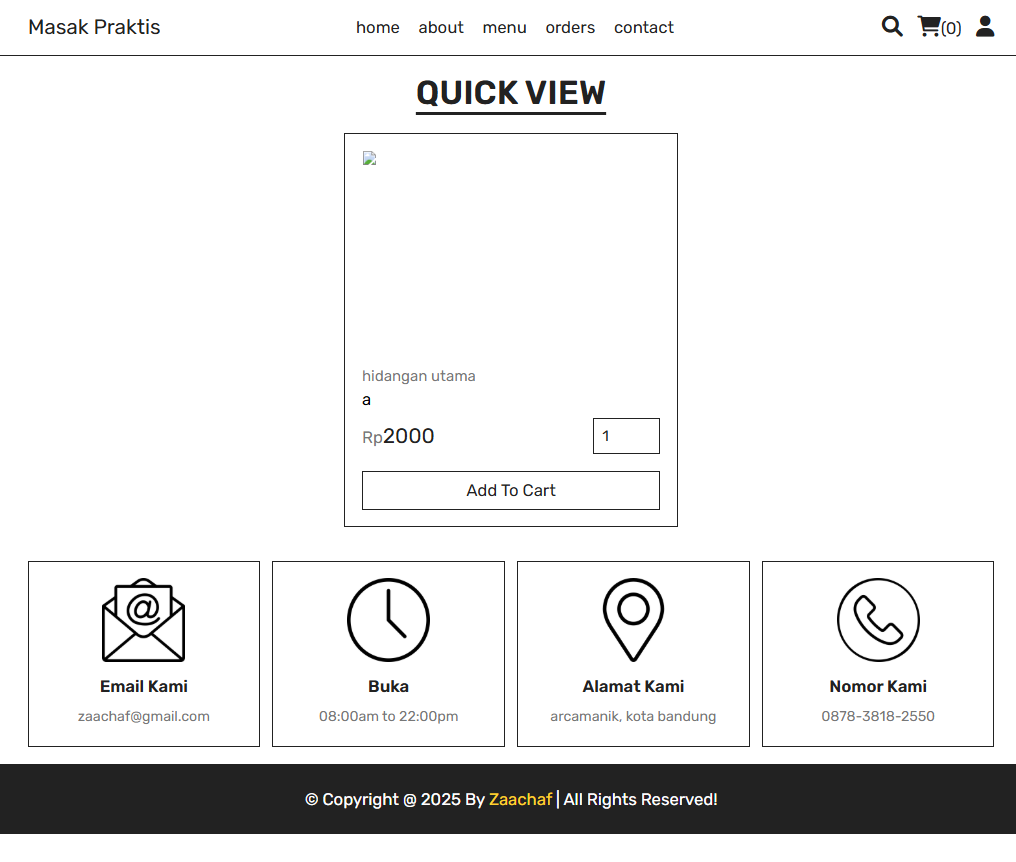 Masak Praktis home about menu orders contact (0)
QUICK VIEW
hidangan utama
a
Rp2000 1
Add To Cart
@
Email Kami Buka Alamat Kami Nomor Kami
zaachaf@gmail.com 08:00am to 22:00pm arcamanik, kota bandung 0878-3818-2550
© Copyright @ 2025 By Zaachaf | All Rights Reserved!